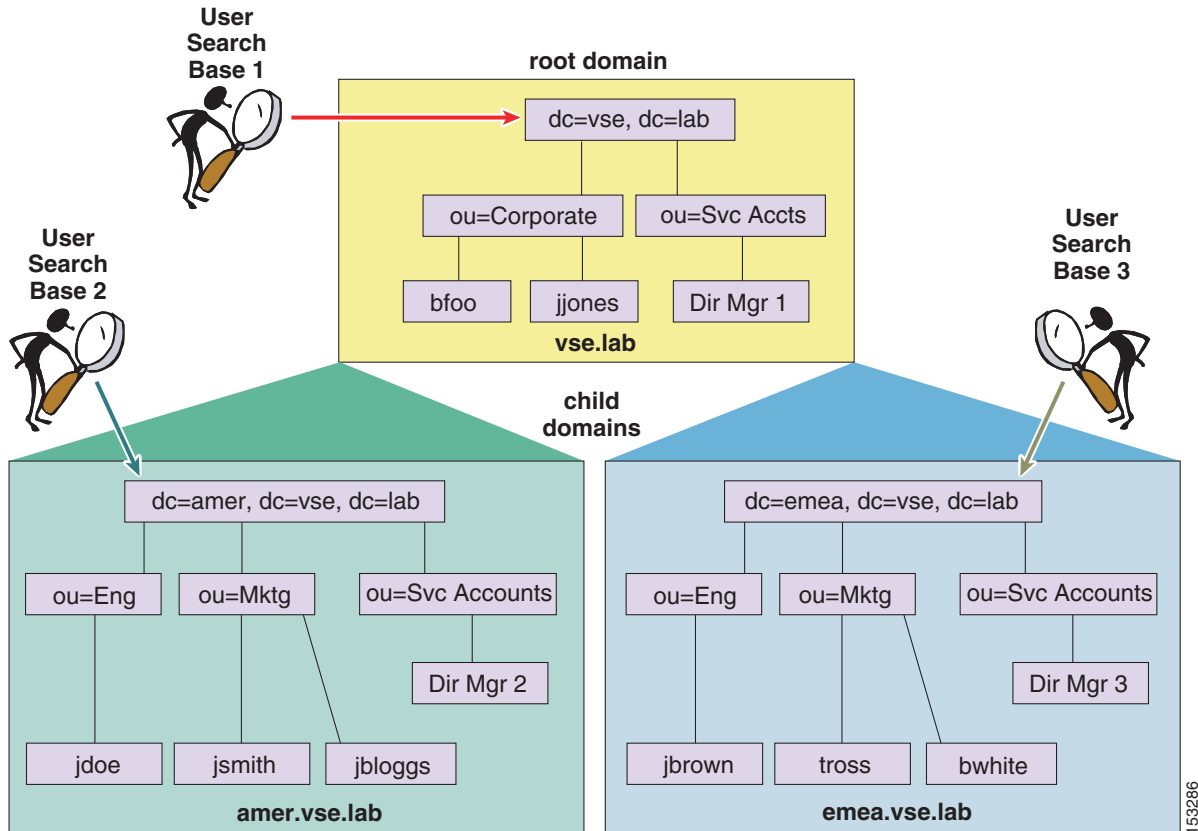 User
Search
Base 1
root domain
dc=vse, dc=lab
ou=Corporate
ou=Svc Accts
bfoo
jjones
Dir Mgr 1
vse.lab
User
Search
Base 2
User
Search
Base 3
child
domains
dc=amer, dc=vse, dc=lab
ou=Eng
ou=Mktg
ou=Svc Accounts
Dir Mgr 2
jdoe
jsmith
jbloggs
amer.vse.lab
dc=emea, dc=vse, dc=lab
ou=Eng
ou=Mktg
ou=Svc Accounts
Dir Mgr 3
jbrown
tross
bwhite
emea.vse.lab
153286